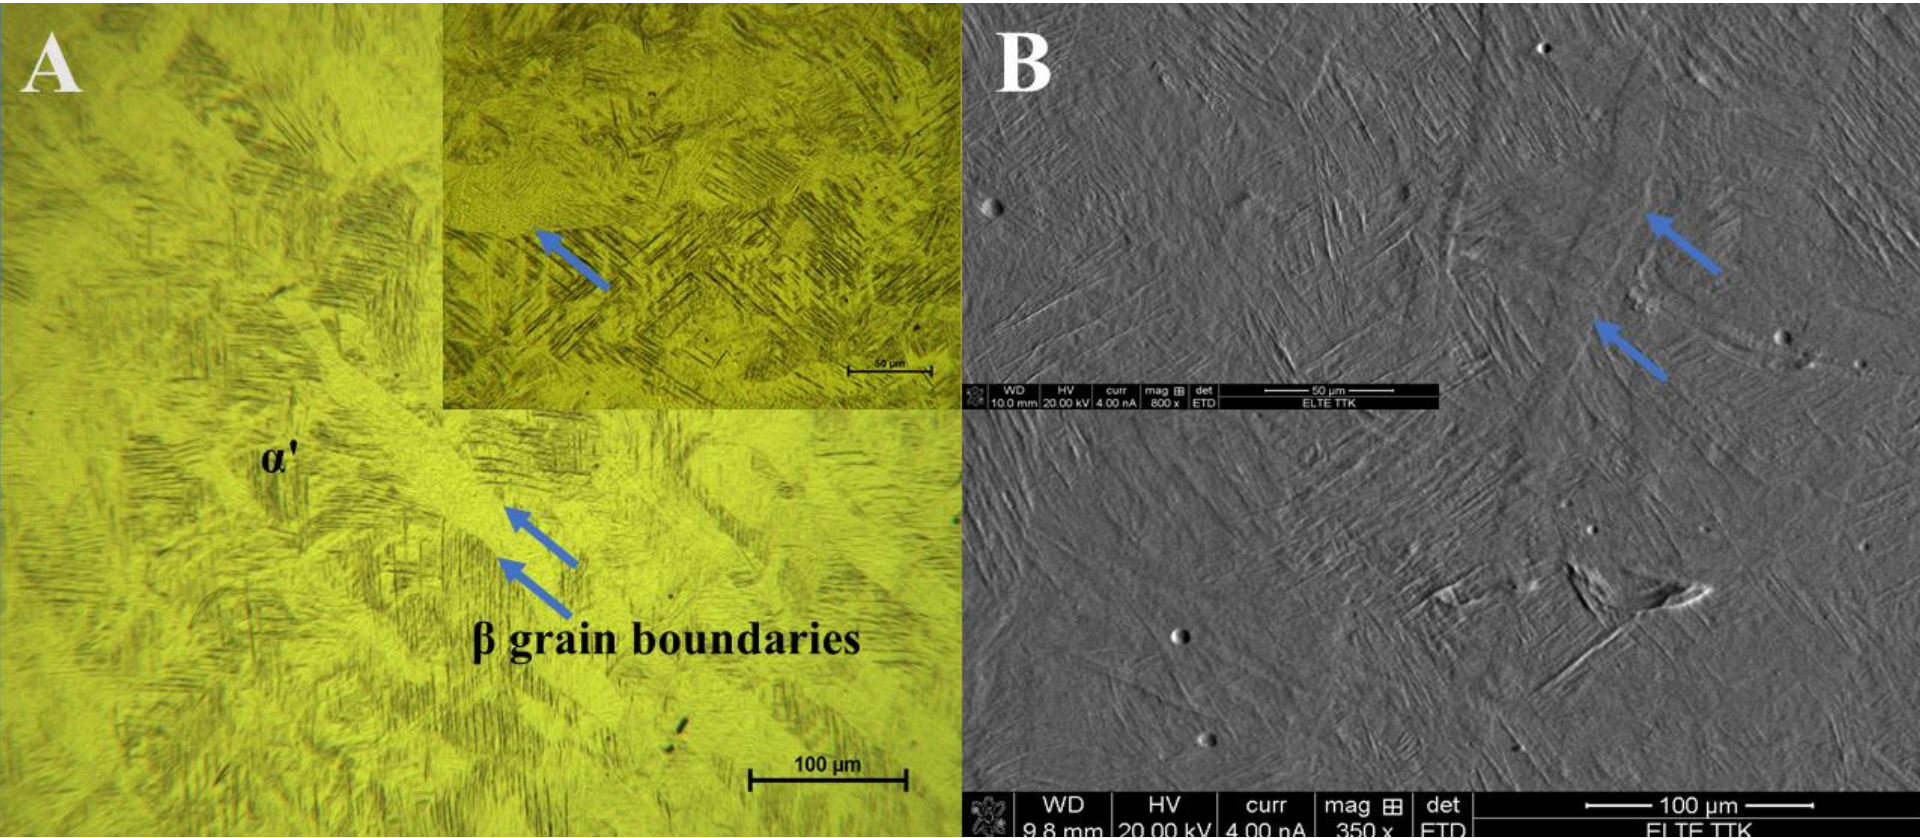 A
50 µm
α'
β grain boundaries
100 µm
B
WD HV curr mag det 50 µm
10.0 mm 20.00 kV 4.00 nA 800 x ETD ELTE TTK
WD HV curr mag det 100 µm
9.8 mm 20.00 kV 4.00 nA 350 x ETD ELTE TTK